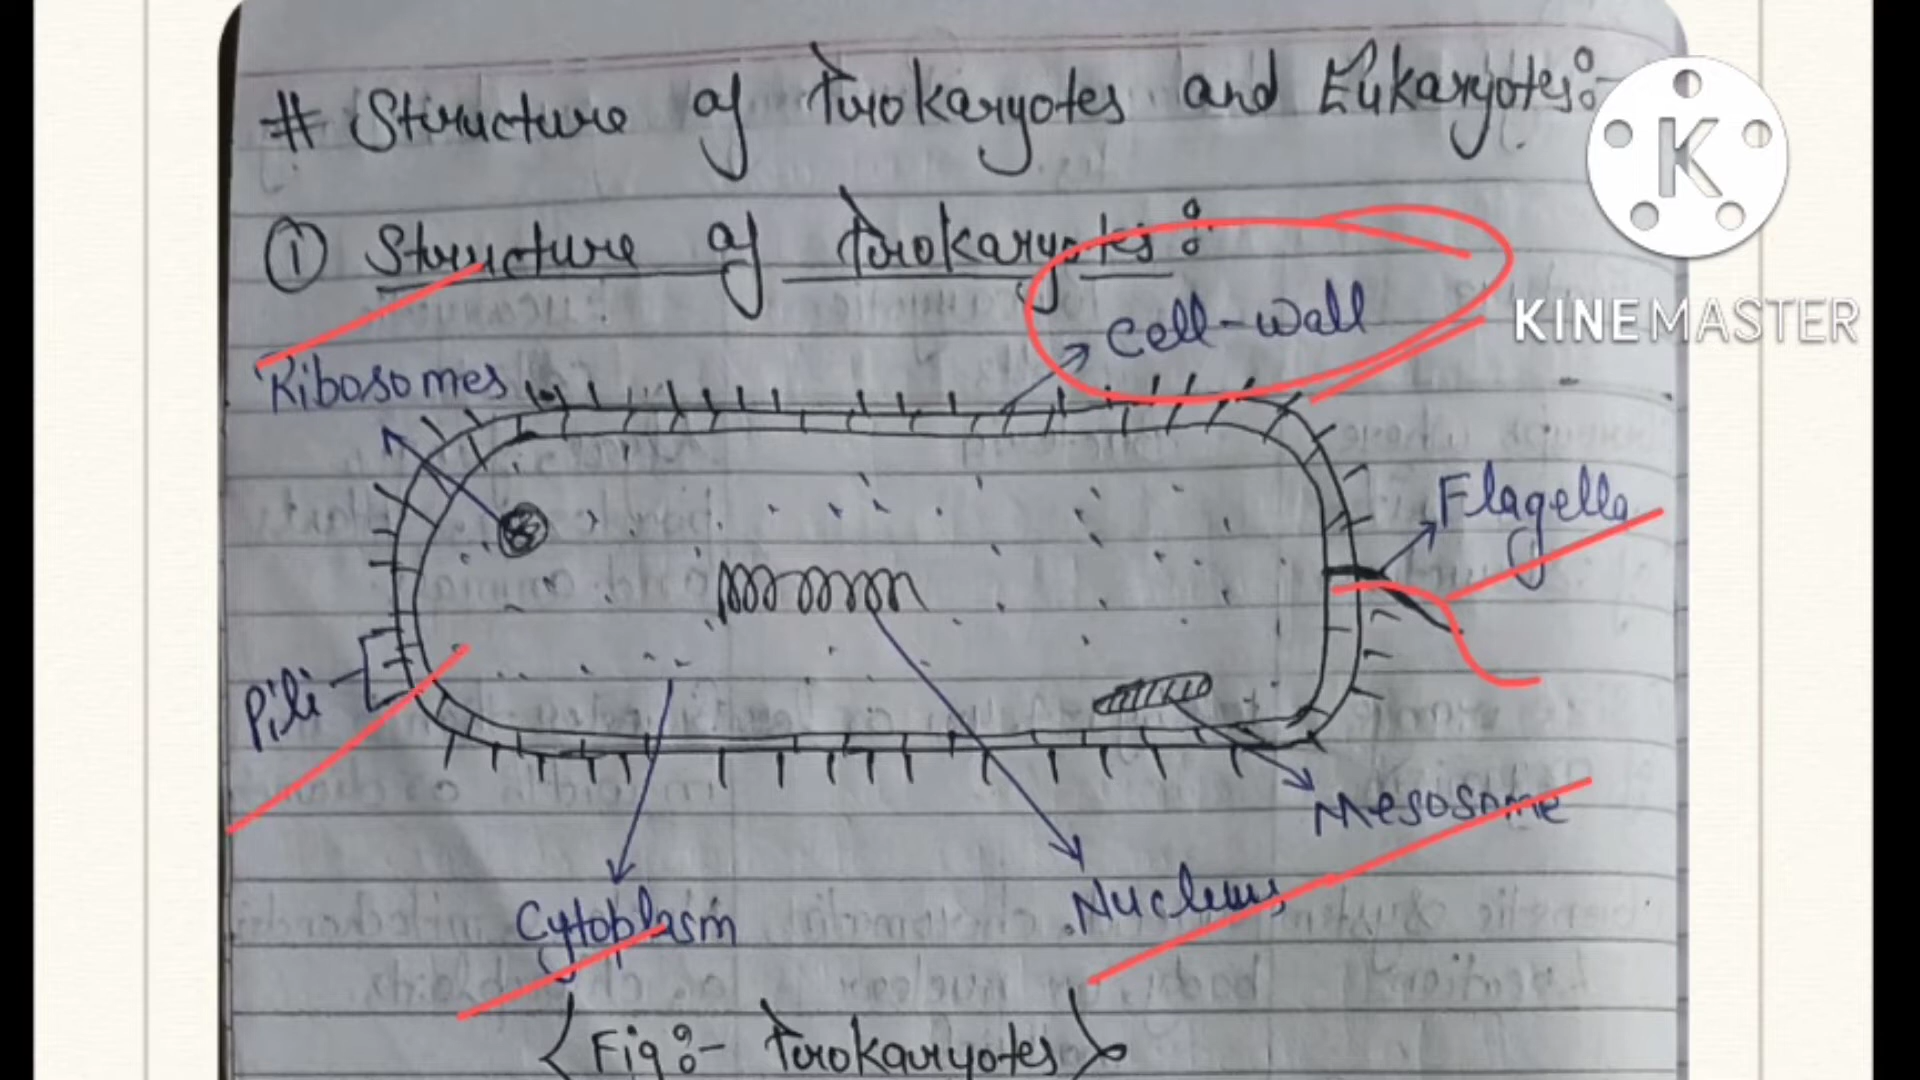 # Structure of Prokaryotes and Eukaryotes:-
① Structure of Prokaryotes:
Cell-wall
KINEMASTER
Ribosomes
Flagella
Pili
Mesosome
Nucleus
Cytoplasm
{Fig:- Prokaryotes}